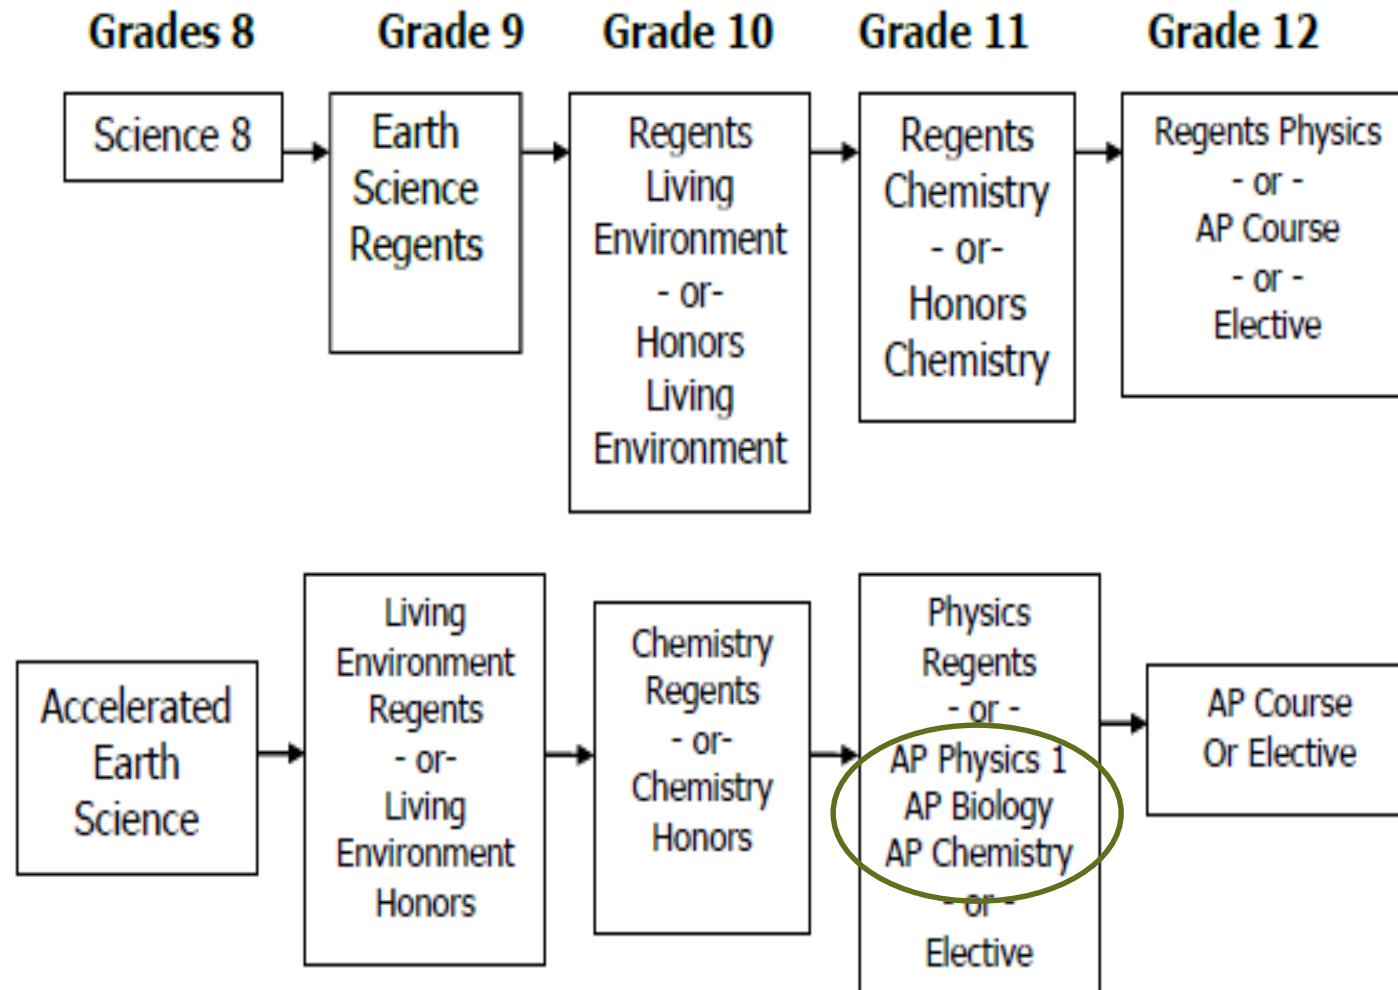 Grades 8
Grade 9
Grade 10
Grade 11
Grade 12
Science 8
Earth
Science
Regents
Regents
Living
Environment
- or-
Honors
Living
Environment
Regents
Chemistry
- or-
Honors
Chemistry
Regents Physics
- or -
AP Course
- or -
Elective
Accelerated
Earth
Science
Living
Environment
Regents
- or-
Living
Environment
Honors
Chemistry
Regents
- or-
Chemistry
Honors
Physics
Regents
- or -
AP Physics 1
AP Biology
AP Chemistry
- or -
Elective
AP Course
Or Elective